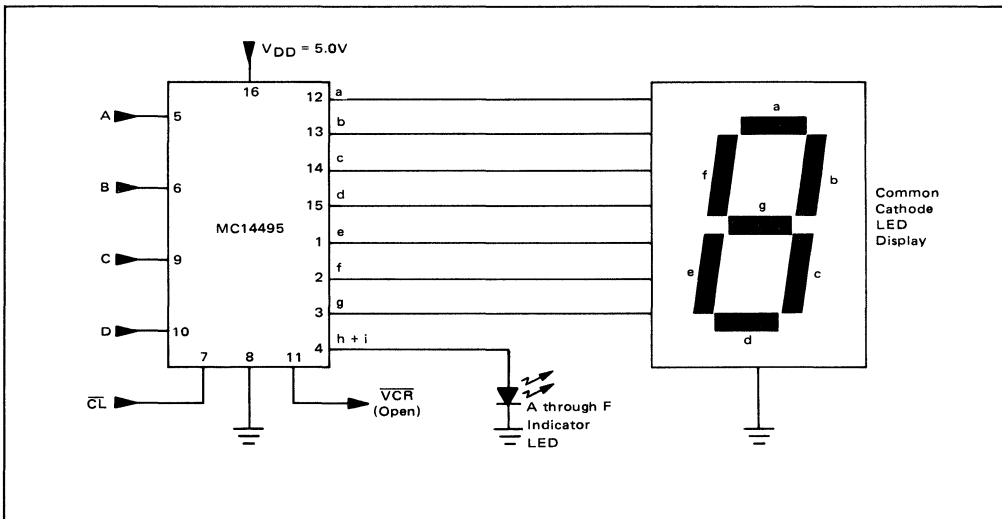 V DD = 5.0V
16
A
5
B
6
C
9
D
10
MC14495
12
a
13
b
14
c
15
d
1
e
2
f
3
g
4
h + i
7
8
11
CL
VCR
(Open)
A through F
Indicator
LED
a
f
b
g
e
c
d
Common
Cathode
LED
Display